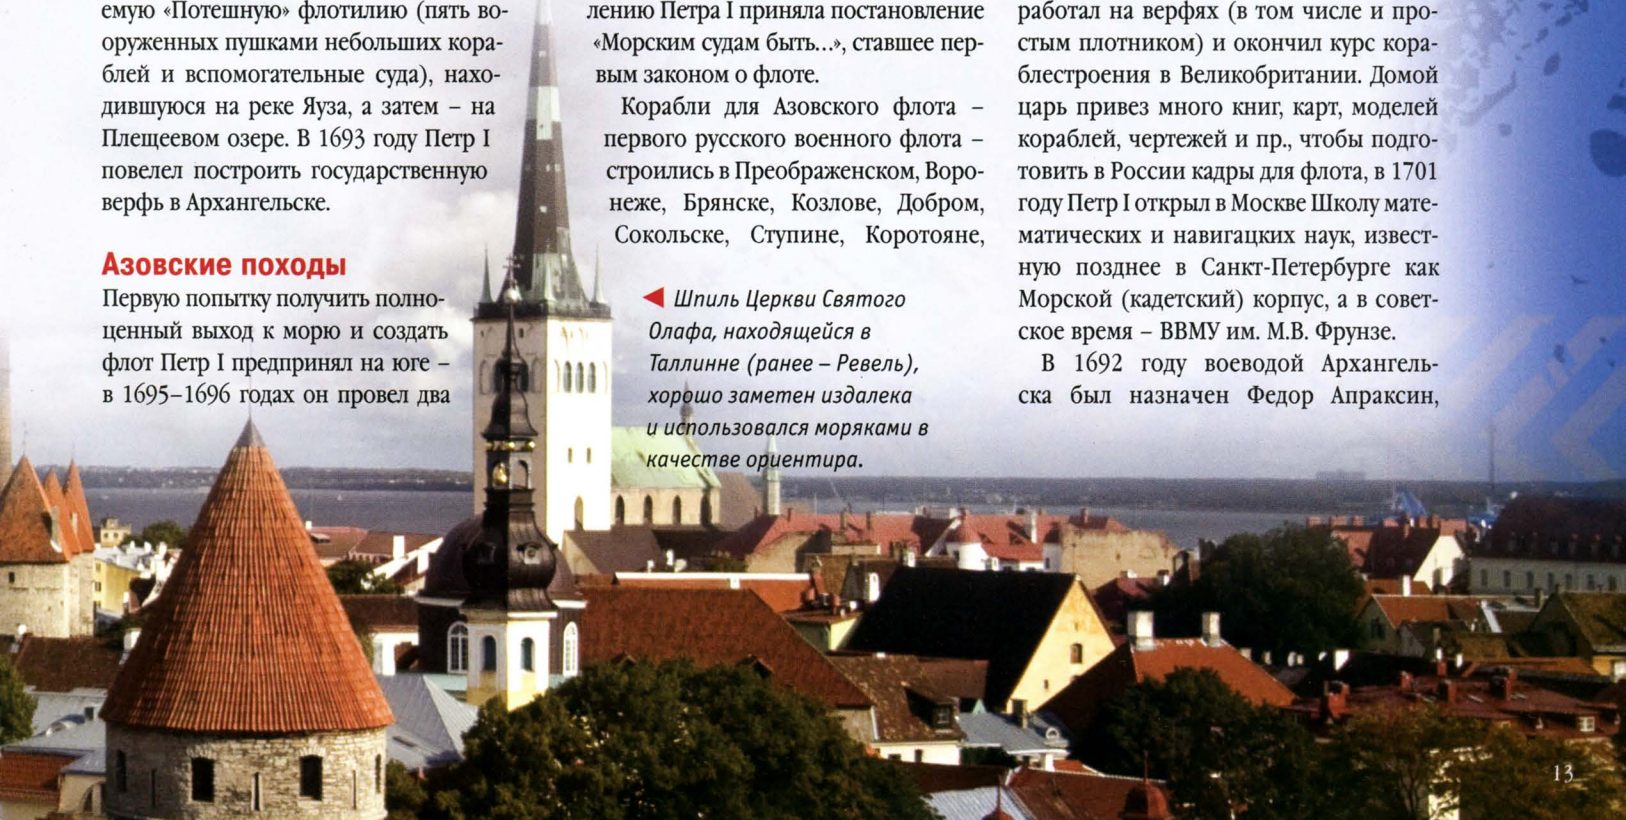 емую «Потешную» флотилию (пять во-
оруженных пушками небольших кора-
блей и вспомогательные суда), нахо-
дившуюся на реке Яуза, а затем – на
Плещеевом озере. В 1693 году Петр I
повелел построить государственную
верфь в Архангельске.
Азовские походы
Первую попытку получить полно-
ценный выход к морю и создать
флот Петр I предпринял на юге –
в 1695–1696 годах он провел два
лению Петра I приняла постановление
«Морским судам быть...», ставшее пер-
вым законом о флоте.
Корабли для Азовского флота –
первого русского военного флота –
строились в Преображенском, Воро-
неже, Брянске, Козлове, Добром,
Сокольске, Ступине, Коротояне,
Шпиль Церкви Святого
Олафа, находящейся в
Таллинне (ранее – Ревель),
хорошо заметен издалека
и использовался моряками в
качестве ориентира.
работал на верфях (в том числе и про-
стым плотником) и окончил курс кора-
блестроения в Великобритании. Домой
царь привез много книг, карт, моделей
кораблей, чертежей и пр., чтобы подго-
товить в России кадры для флота, в 1701
году Петр I открыл в Москве Школу мате-
матических и навигацких наук, извест-
ную позднее в Санкт-Петербурге как
Морской (кадетский) корпус, а в совет-
ское время – ВВМУ им. М.В. Фрунзе.
В 1692 году воеводой Архангель-
ска был назначен Федор Апраксин,
13